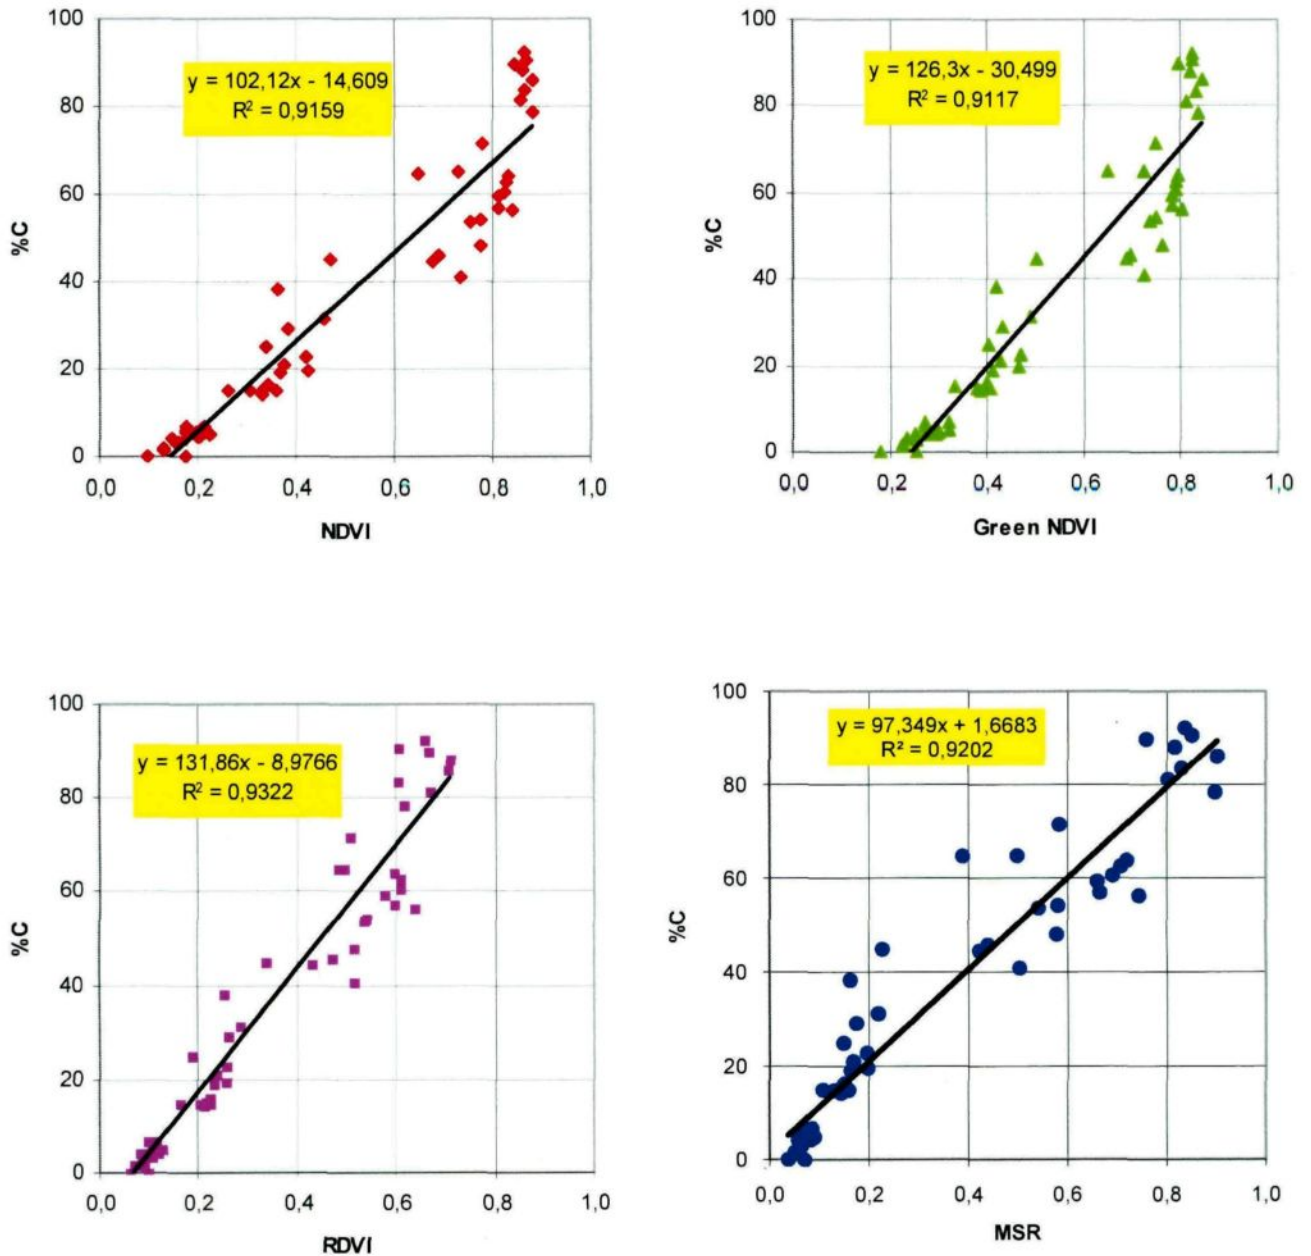 100
80
60
40
20
0
%C
y = 102,12x - 14,609
R² = 0,9159
0,0 0,2 0,4 0,6 0,8 1,0
NDVI
100
80
60
40
20
0
%C
y = 126,3x - 30,499
R² = 0,9117
0,0 0,2 0,4 0,6 0,8 1,0
Green NDVI
100
80
60
40
20
0
%C
y = 131,86x - 8,9766
R² = 0,9322
0,0 0,2 0,4 0,6 0,8 1,0
RDVI
100
80
60
40
20
0
%C
y = 97,349x + 1,6683
R² = 0,9202
0,0 0,2 0,4 0,6 0,8 1,0
MSR